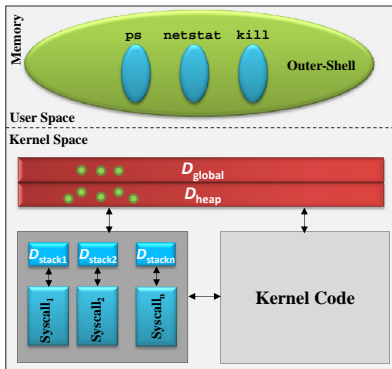 Memory
ps netstat kill
Outer-Shell
User Space
Kernel Space
Dglobal
Dheap
Dstack1 Dstack2 Dstackn
Syscall1 Syscall2 Syscalln
Kernel Code